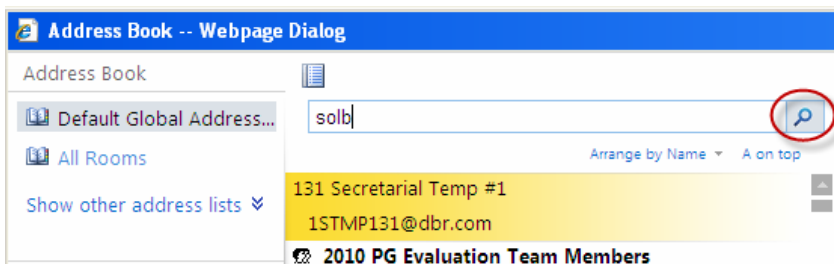 Address Book -- Webpage Dialog
Address Book
Default Global Address...
All Rooms
Show other address lists
solb
Arrange by Name A on top
131 Secretarial Temp #1
1STMP131@dbr.com
2010 PG Evaluation Team Members